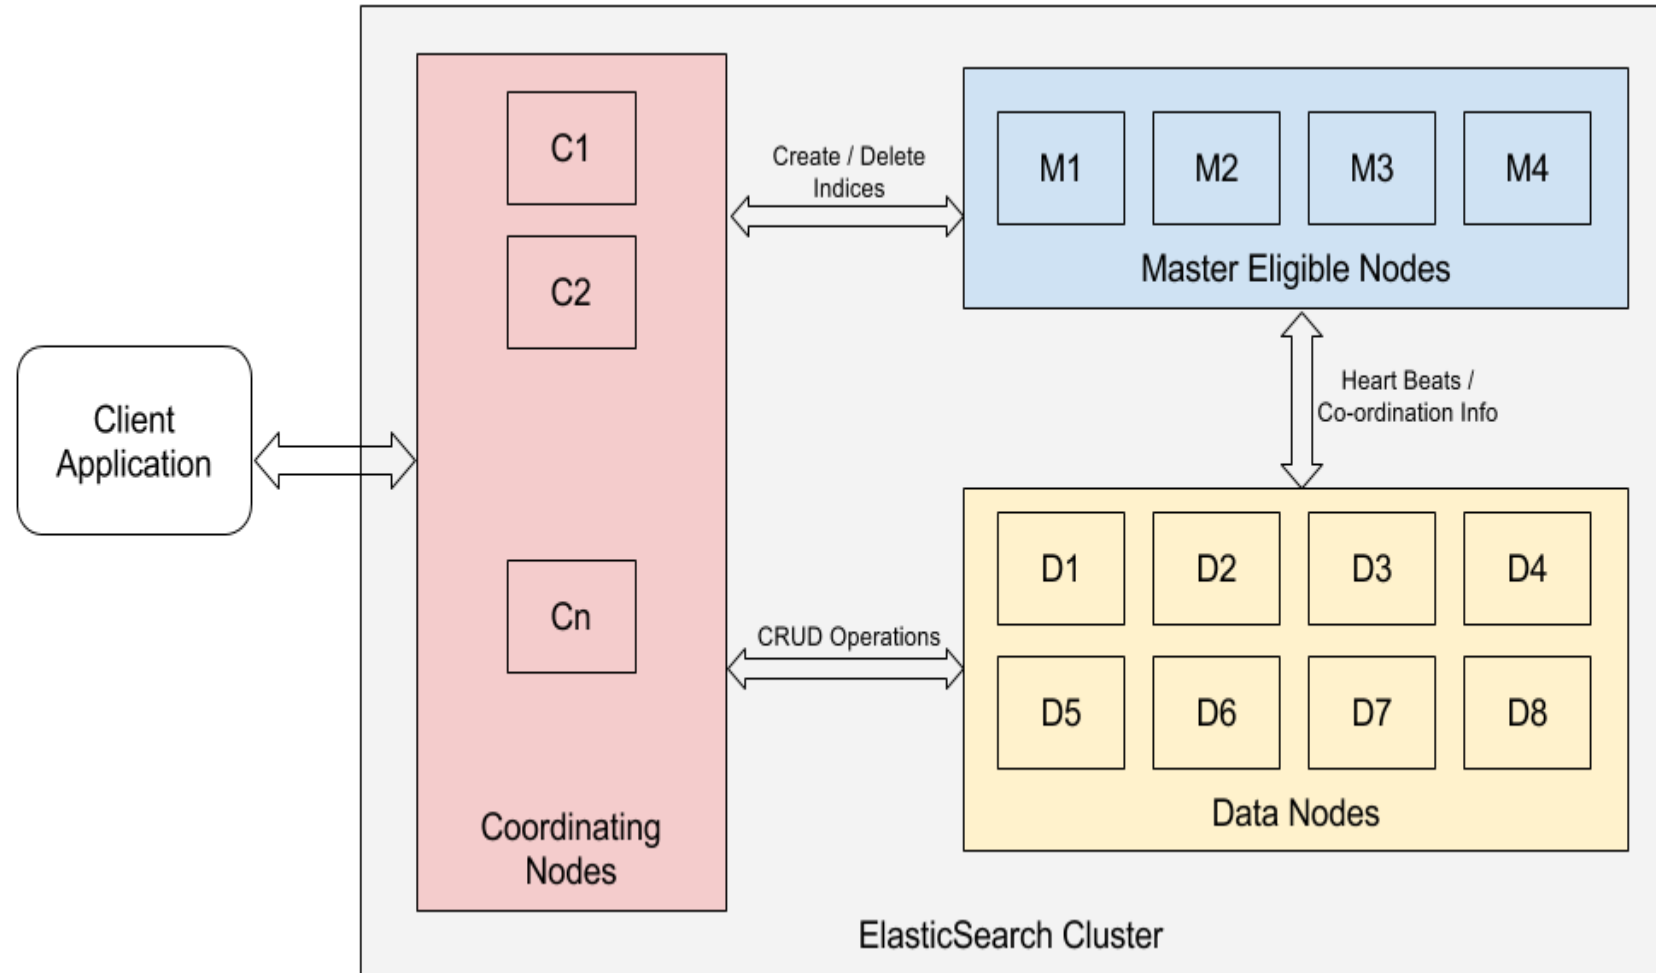 Client
Application
C1
C2
Cn
Coordinating
Nodes
Create / Delete
Indices
CRUD Operations
M1
M2
M3
M4
Master Eligible Nodes
Heart Beats /
Co-ordination Info
D1
D2
D3
D4
D5
D6
D7
D8
Data Nodes
ElasticSearch Cluster